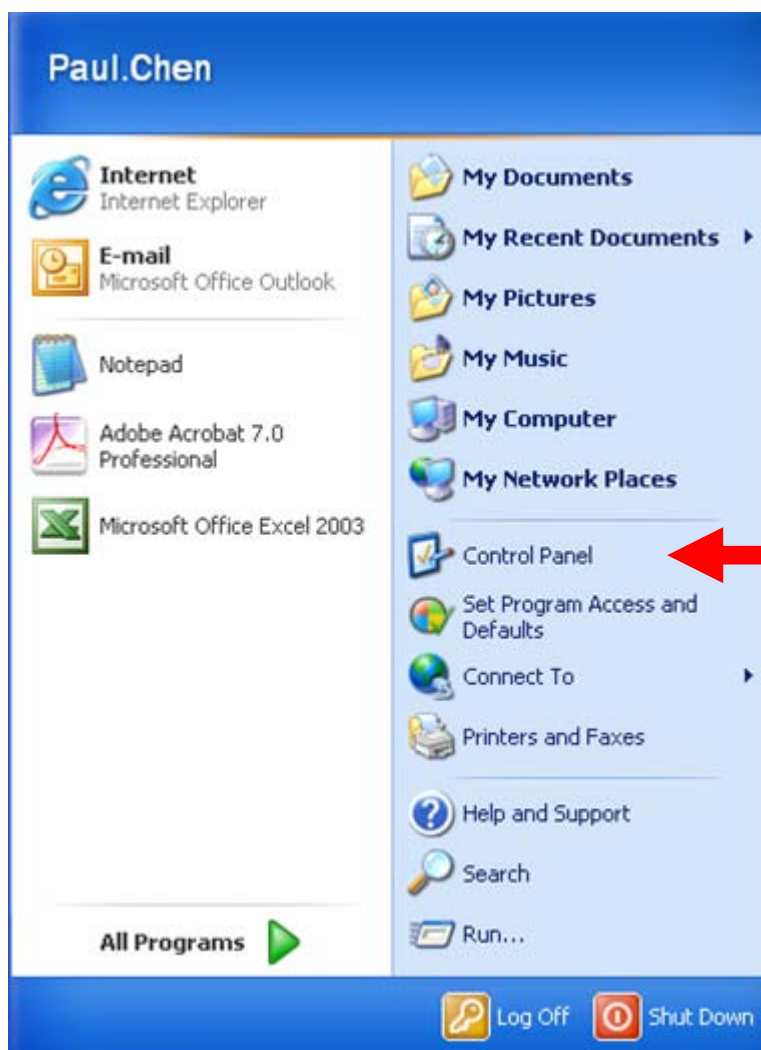 Paul.Chen
Internet
Internet Explorer
E-mail
Microsoft Office Outlook
Notepad
Adobe Acrobat 7.0
Professional
Microsoft Office Excel 2003
All Programs
My Documents
My Recent Documents
My Pictures
My Music
My Computer
My Network Places
Control Panel
Set Program Access and
Defaults
Connect To
Printers and Faxes
Help and Support
Search
Run...
Log Off
Shut Down